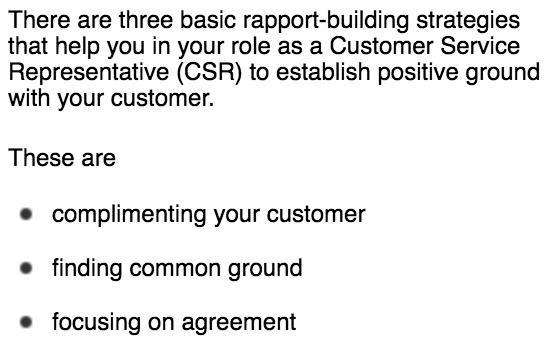 There are three basic rapport-building strategies
that help you in your role as a Customer Service
Representative (CSR) to establish positive ground
with your customer.
These are
complimenting your customer
finding common ground
focusing on agreement